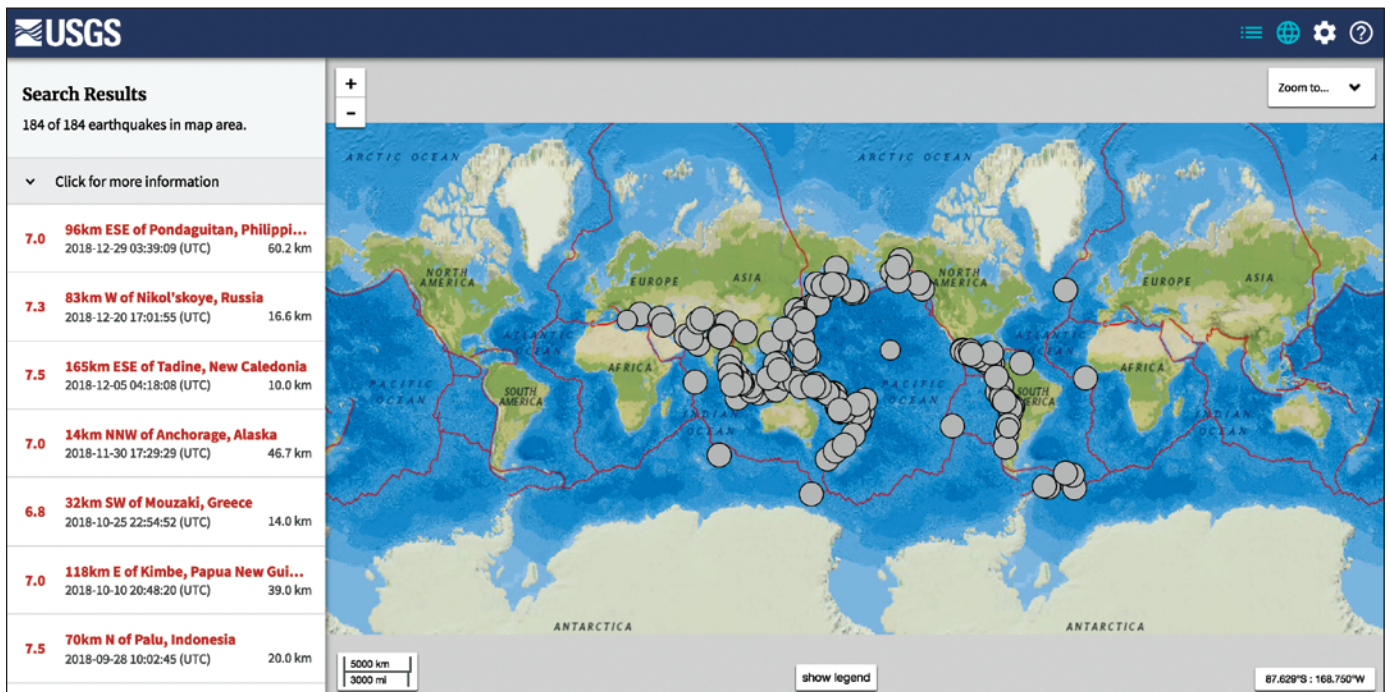 USGS
Search Results
184 of 184 earthquakes in map area.
Click for more information
7.0
96km ESE of Pondaguitan, Philippi...
2018-12-29 03:39:09 (UTC) 60.2 km
7.3
83km W of Nikol'skoye, Russia
2018-12-20 17:01:55 (UTC) 16.6 km
7.5
165km ESE of Tadine, New Caledonia
2018-12-05 04:18:08 (UTC) 10.0 km
7.0
14km NNW of Anchorage, Alaska
2018-11-30 17:29:29 (UTC) 46.7 km
6.8
32km SW of Mouzaki, Greece
2018-10-25 22:54:52 (UTC) 14.0 km
7.0
118km E of Kimbe, Papua New Gui...
2018-10-10 20:48:20 (UTC) 39.0 km
7.5
70km N of Palu, Indonesia
2018-09-28 10:02:45 (UTC) 20.0 km
+
-
Zoom to...
ARCTIC OCEAN
ARCTIC OCEAN
NORTH
AMERICA
EUROPE
ASIA
NORTH
AMERICA
EUROPE
ASIA
ATLANTIC
OCEAN
ATLANTIC
OCEAN
AFRICA
AFRICA
PACIFIC
OCEAN
PACIFIC
OCEAN
SOUTH
AMERICA
SOUTH
AMERICA
INDIAN
OCEAN
INDIAN
OCEAN
ANTARCTICA
ANTARCTICA
5000 km
3000 mi
show legend
87.629°S : 168.750°W